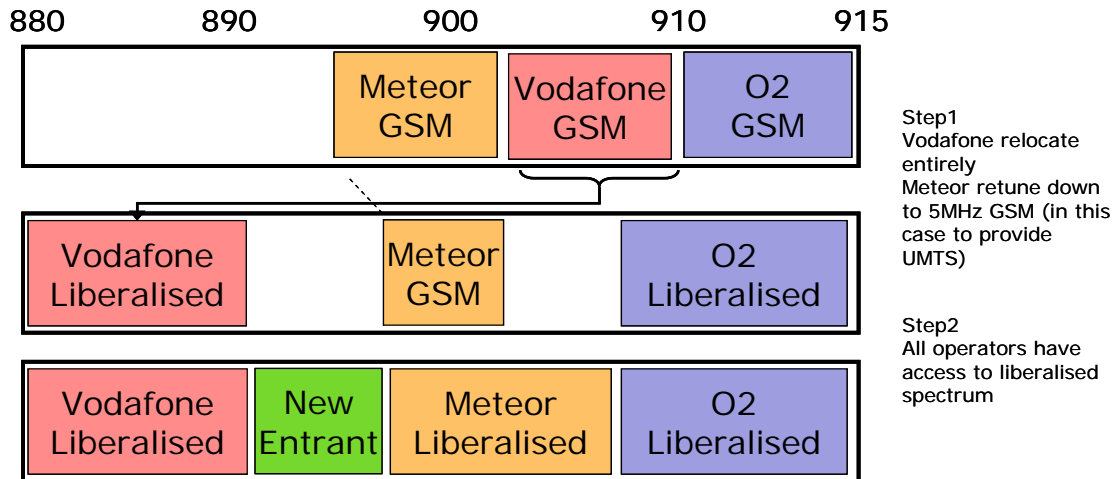 880 890 900 910 915
Meteor
GSM
Vodafone
GSM
O2
GSM
Step1
Vodafone relocate
entirely
Meteor retune down
to 5MHz GSM (in this
case to provide
UMTS)
Vodafone
Liberalised
Meteor
GSM
O2
Liberalised
Step2
All operators have
access to liberalised
spectrum
Vodafone
Liberalised
New
Entrant
Meteor
Liberalised
O2
Liberalised